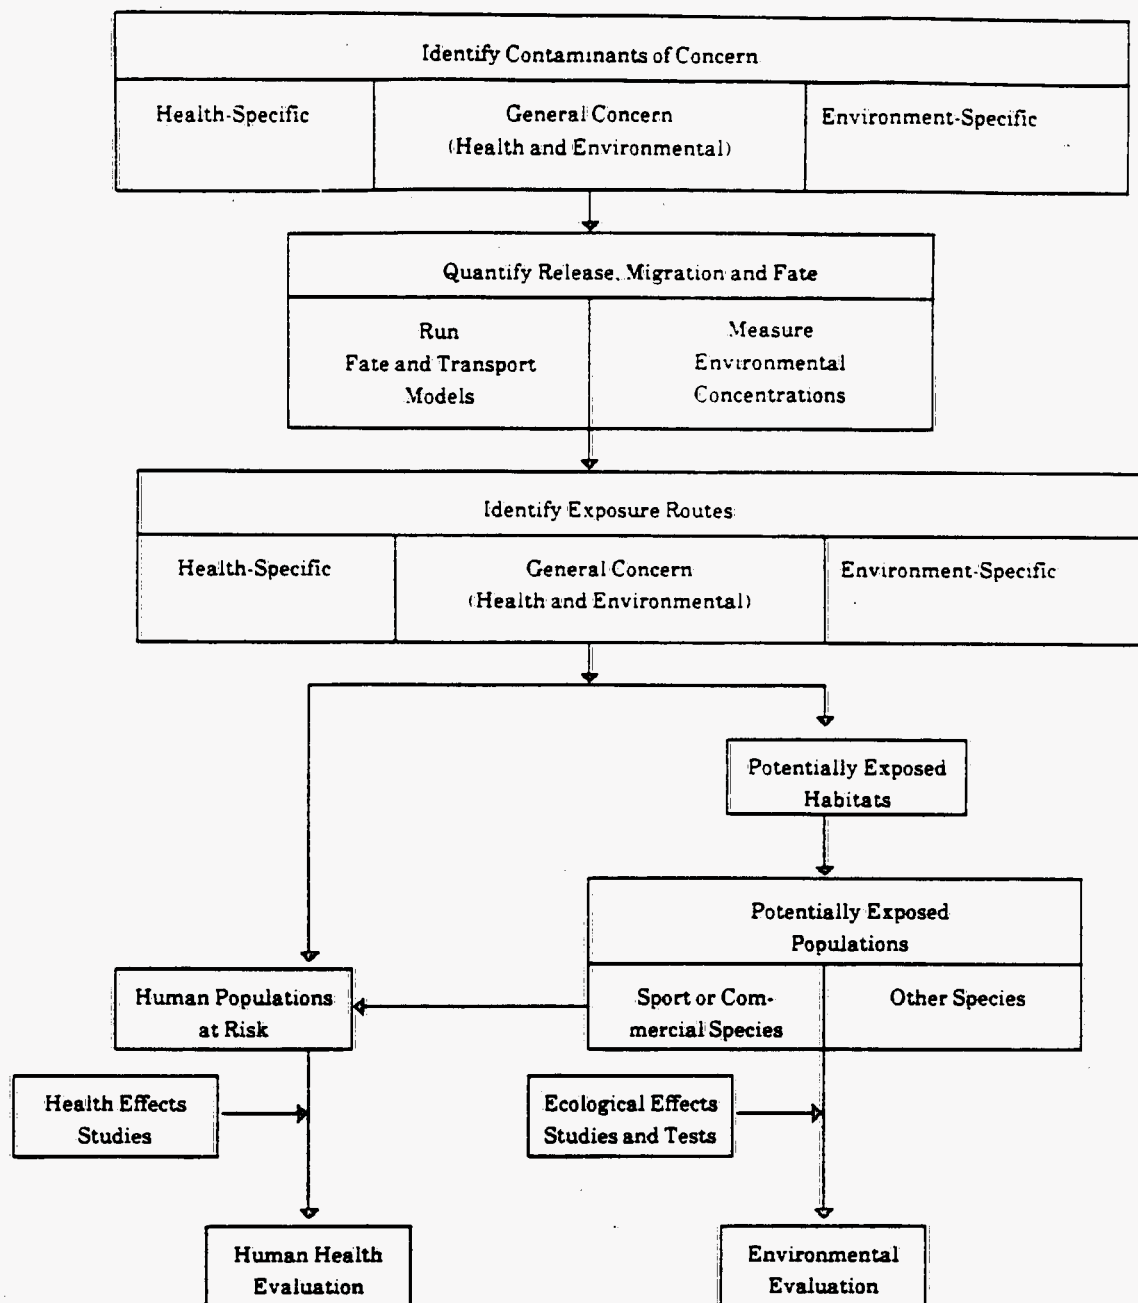 Identify Contaminants of Concern
Health-Specific
General Concern
(Health and Environmental)
Environment-Specific
Quantify Release, Migration and Fate
Run
Fate and Transport
Models
Measure
Environmental
Concentrations
Identify Exposure Routes
Health-Specific
General Concern
(Health and Environmental)
Environment-Specific
Potentially Exposed
Habitats
Potentially Exposed
Populations
Human Populations
at Risk
Sport or Com-
mercial Species
Other Species
Health Effects
Studies
Ecological Effects
Studies and Tests
Human Health
Evaluation
Environmental
Evaluation